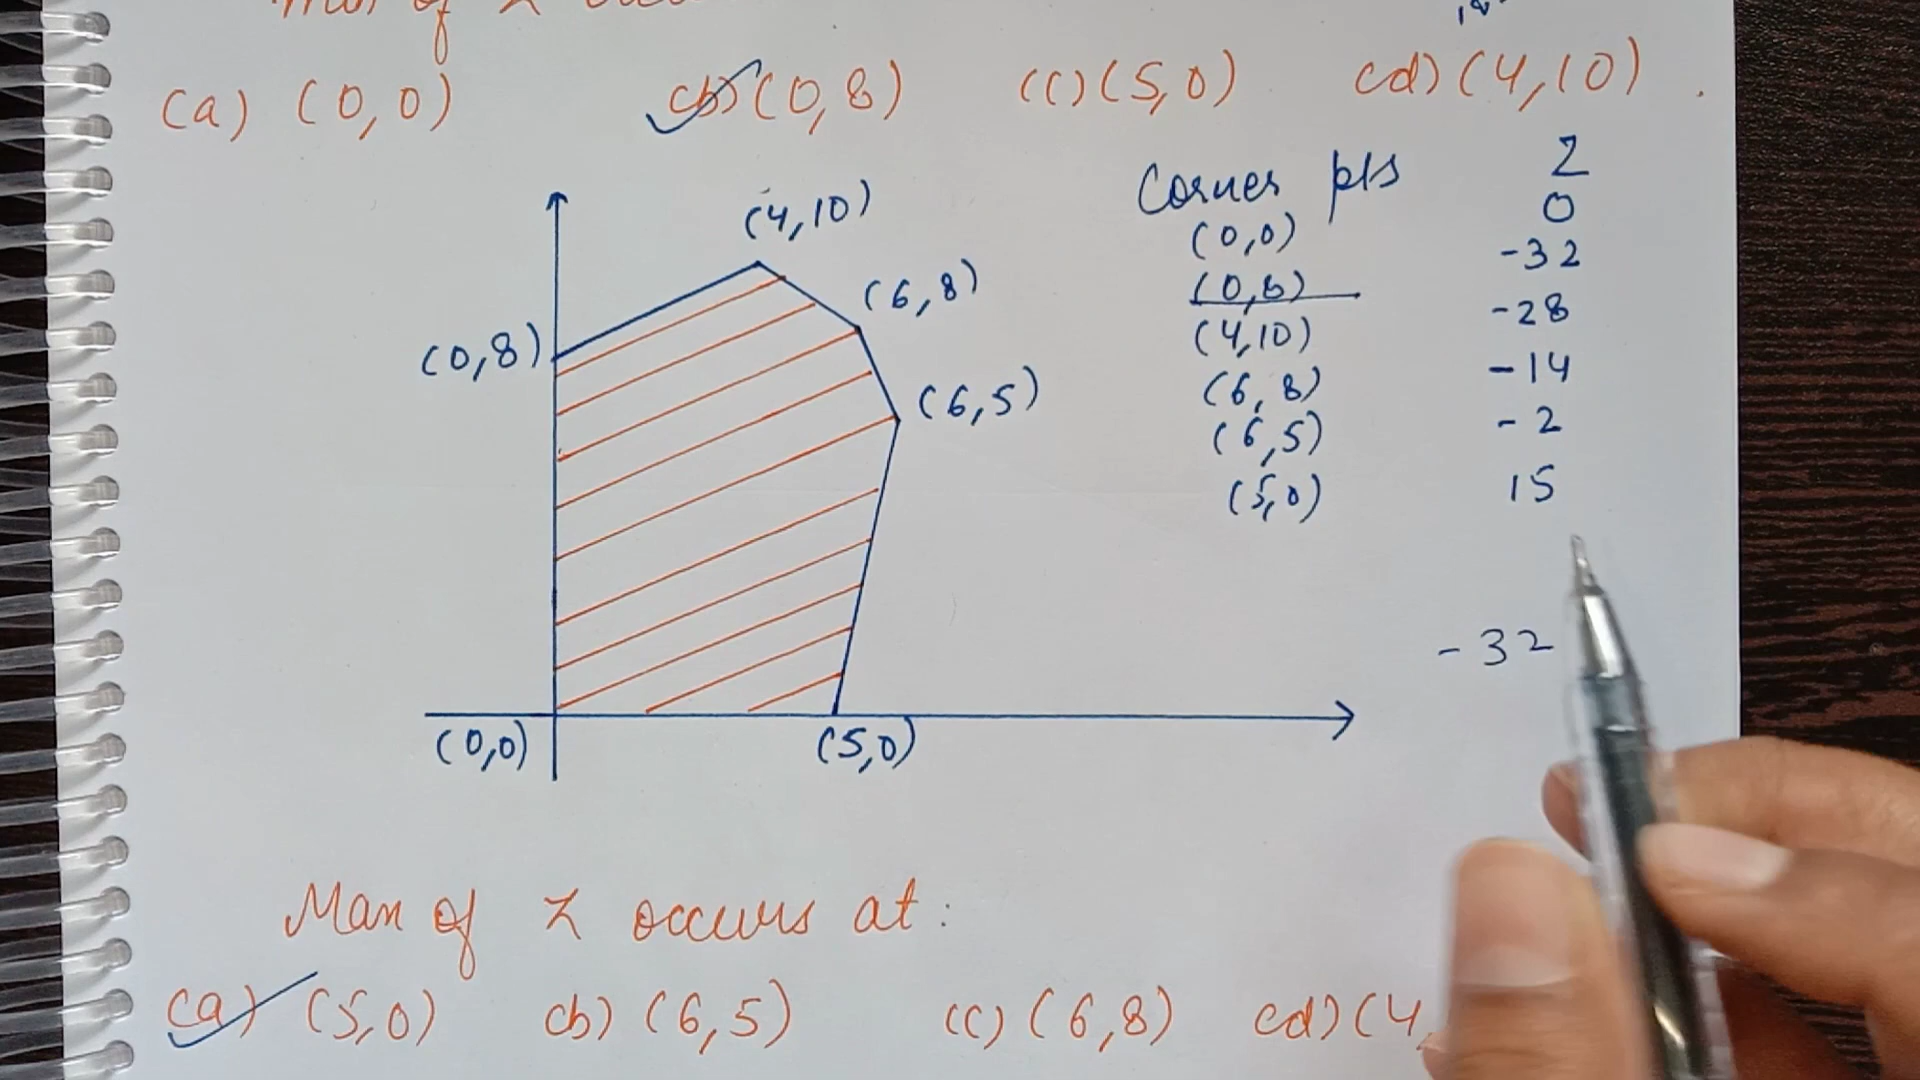 of Z
(a) (0,0) (b) (0,8) (c) (5,0) (d) (4,10) .
Corner pts Z
(0,0) 0
(0,8) -32
(4,10) -28
(6,8) -14
(6,5) -2
(5,0) 15
(4,10)
(6,8)
(0,8)
(6,5)
-32
(0,0) (5,0)
Max of Z occurs at:
(a) (5,0) (b) (6,5) (c) (6,8) (d) (4,